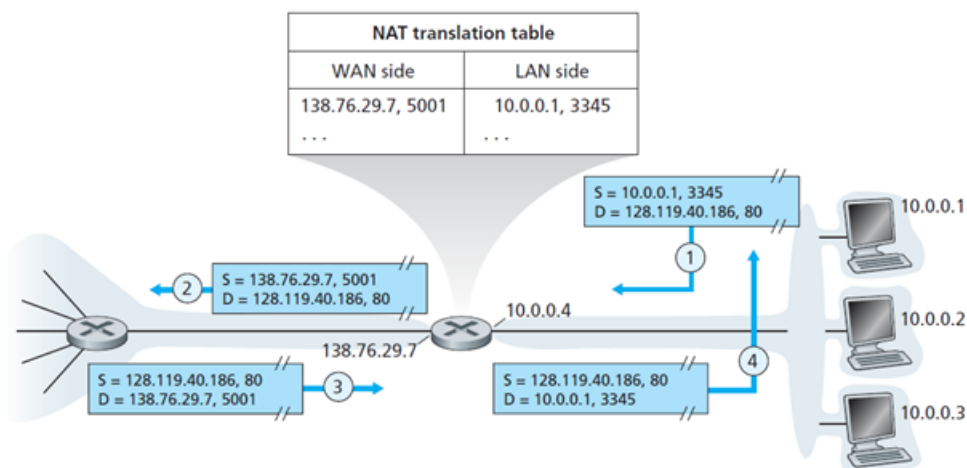 NAT translation table
WAN side
LAN side
138.76.29.7, 5001
10.0.0.1, 3345
. . .
. . .
S = 10.0.0.1, 3345
D = 128.119.40.186, 80
10.0.0.1
1
2
S = 138.76.29.7, 5001
D = 128.119.40.186, 80
10.0.0.4
10.0.0.2
138.76.29.7
S = 128.119.40.186, 80
D = 138.76.29.7, 5001
3
S = 128.119.40.186, 80
D = 10.0.0.1, 3345
4
10.0.0.3